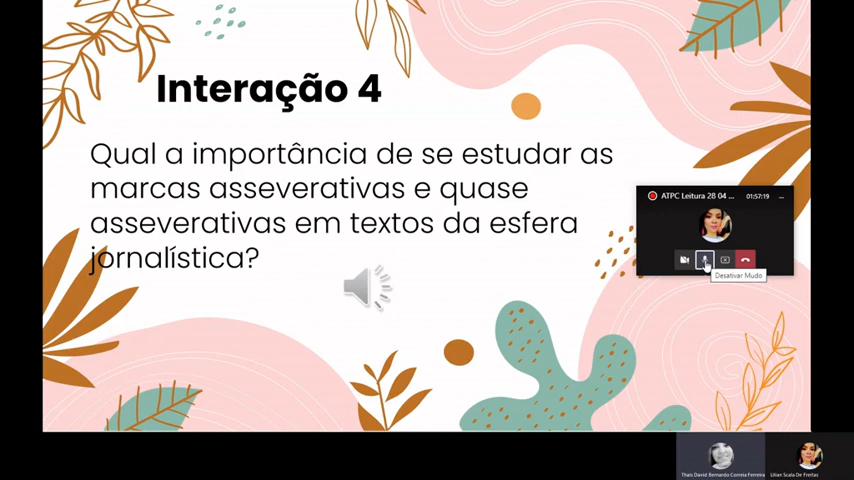 Interação 4
Qual a importância de se estudar as
marcas asseverativas e quase
asseverativas em textos da esfera
jornalística?
ATPC Leitura 28 04 ...
01:57:19
...
Desativar Mudo
Thais David Bernardo Correia Ferreira
Lilian Scala De Freitas